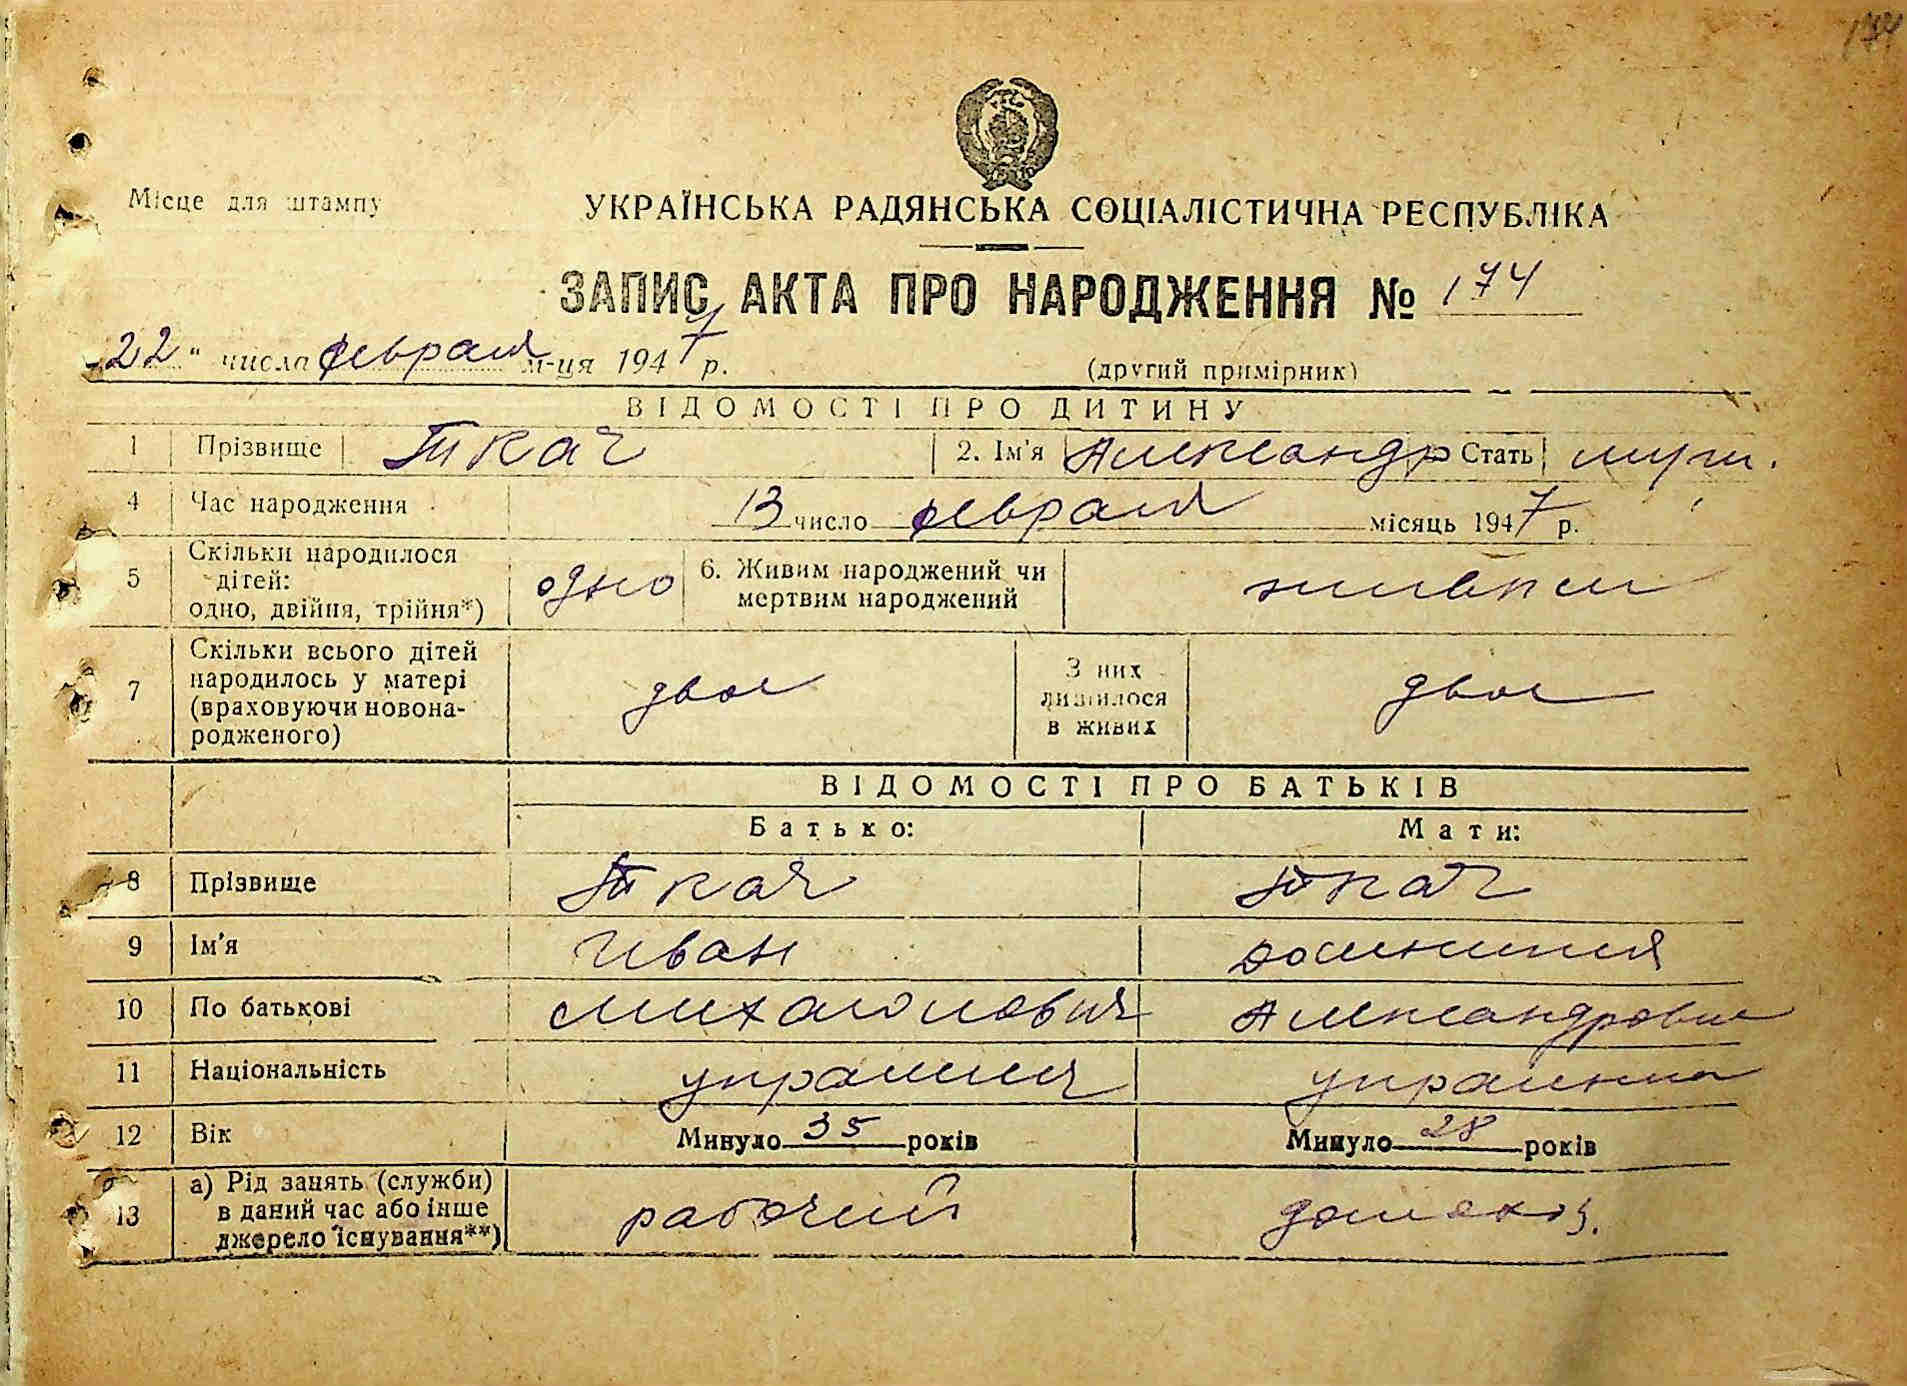 174
Місце для штампу
УКРАЇНСЬКА РАДЯНСЬКА СОЦІАЛІСТИЧНА РЕСПУБЛІКА
ЗАПИС АКТА ПРО НАРОДЖЕННЯ № 174
„22" числа февраля м-ця 1947 р.
(другий примірник)
ВІДОМОСТІ ПРО ДИТИНУ
1 Прізвище Ткач 2. Ім'я Александр Стать муж.
4 Час народження 13 число февраля місяць 1947 р.
5 Скільки народилося дітей: одно, двійня, трійня*) одно 6. Живим народжений чи мертвим народжений живым
7 Скільки всього дітей народилось у матері (враховуючи новона-родженого) двое З них лишилося в живих двое
ВІДОМОСТІ ПРО БАТЬКІВ
Батько: Мати:
8 Прізвище Ткач Ткач
9 Ім'я Иван
10 По батькові Михайлович Александровна
11 Національність украинец украинка
12 Вік Минуло 35 років Минуло 28 років
13 а) Рід занять (служби) в даний час або інше джерело існування**) рабочий домохоз.